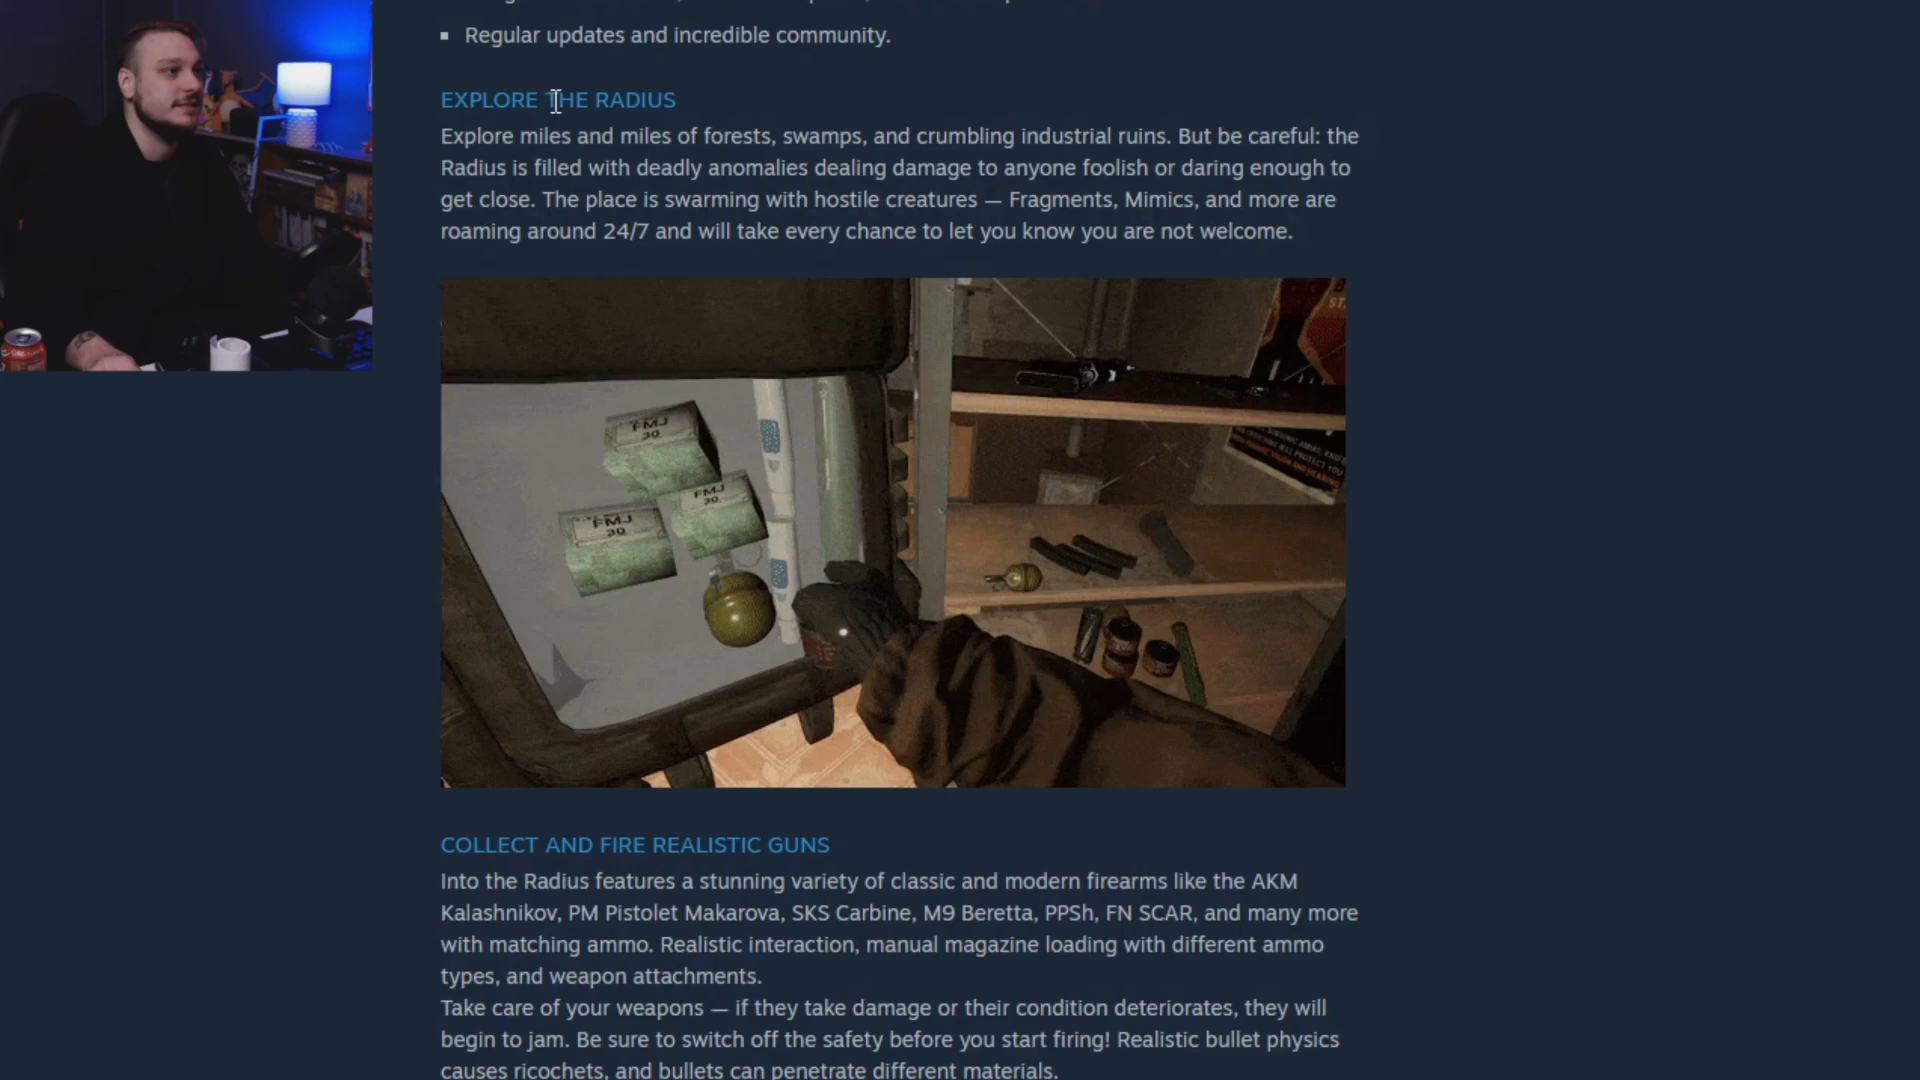 Regular updates and incredible community.
EXPLORE THE RADIUS
Explore miles and miles of forests, swamps, and crumbling industrial ruins. But be careful: the
Radius is filled with deadly anomalies dealing damage to anyone foolish or daring enough to
get close. The place is swarming with hostile creatures — Fragments, Mimics, and more are
roaming around 24/7 and will take every chance to let you know you are not welcome.
FMJ
30
FMJ
30
FMJ
30
COLLECT AND FIRE REALISTIC GUNS
Into the Radius features a stunning variety of classic and modern firearms like the AKM
Kalashnikov, PM Pistolet Makarova, SKS Carbine, M9 Beretta, PPSh, FN SCAR, and many more
with matching ammo. Realistic interaction, manual magazine loading with different ammo
types, and weapon attachments.
Take care of your weapons — if they take damage or their condition deteriorates, they will
begin to jam. Be sure to switch off the safety before you start firing! Realistic bullet physics
causes ricochets, and bullets can penetrate different materials.